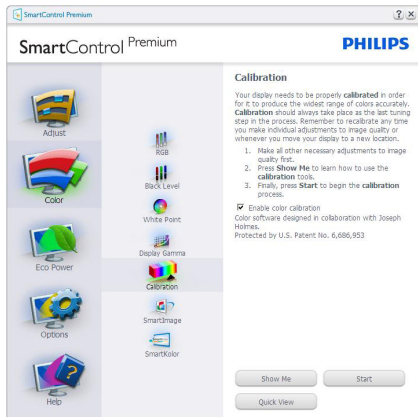 SmartControl Premium
SmartControl Premium
PHILIPS
Adjust
Color
Eco Power
Options
Help
RGB
Black Level
White Point
Display Gamma
Calibration
SmartImage
SmartKolor
Calibration
Your display needs to be properly calibrated in order
for it to produce the widest range of colors accurately.
Calibration should always take place as the last tuning
step in the process. Remember to recalibrate any time
you make individual adjustments to image quality or
whenever you move your display to a new location.
1. Make all other necessary adjustments to image
quality first.
2. Press Show Me to learn how to use the
calibration tools.
3. Finally, press Start to begin the calibration
process.
Enable color calibration
Color software designed in collaboration with Joseph
Holmes.
Protected by U.S. Patent No. 6,686,953
Show Me
Start
Quick View